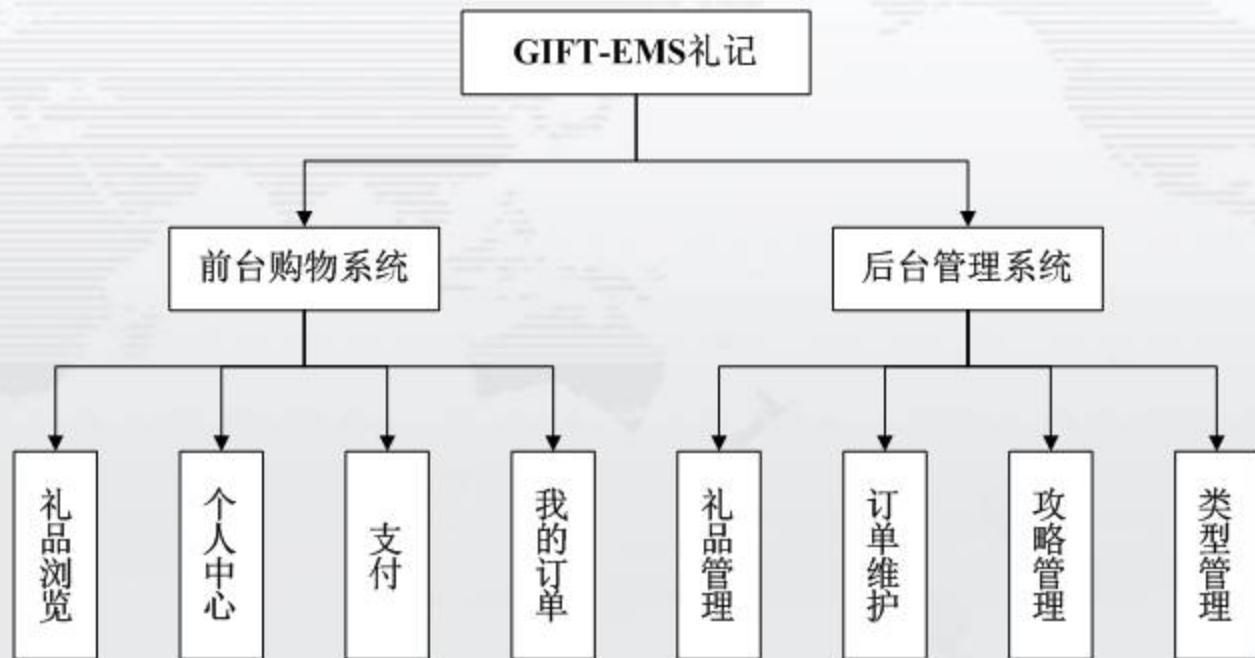 GIFT-EMS礼记
前台购物系统
后台管理系统
礼品浏览
个人中心
支付
我的订单
礼品管理
订单维护
攻略管理
类型管理